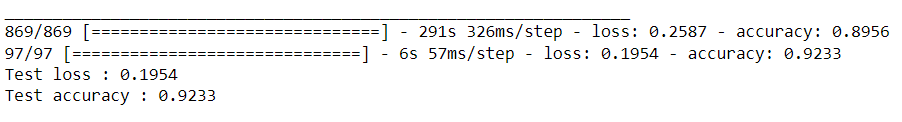 _________________________________________________________________
869/869 [==============================] - 291s 326ms/step - loss: 0.2587 - accuracy: 0.8956
97/97 [==============================] - 6s 57ms/step - loss: 0.1954 - accuracy: 0.9233
Test loss : 0.1954
Test accuracy : 0.9233